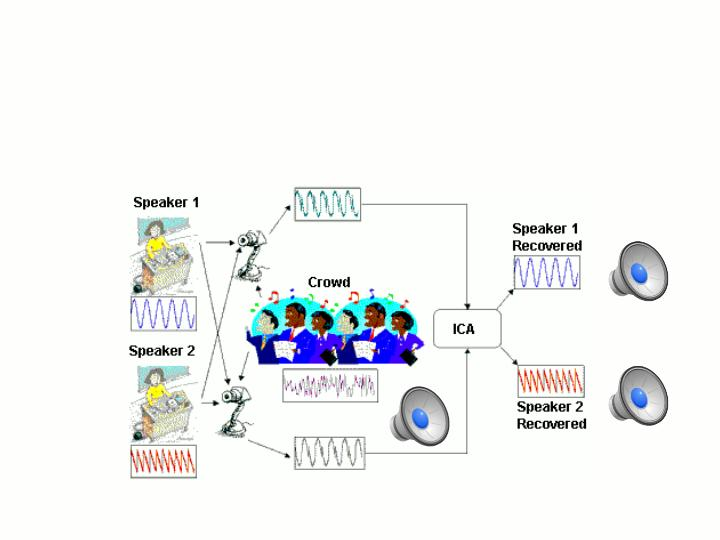 Speaker 1
Speaker 1
Recovered
Crowd
ICA
Speaker 2
Speaker 2
Recovered